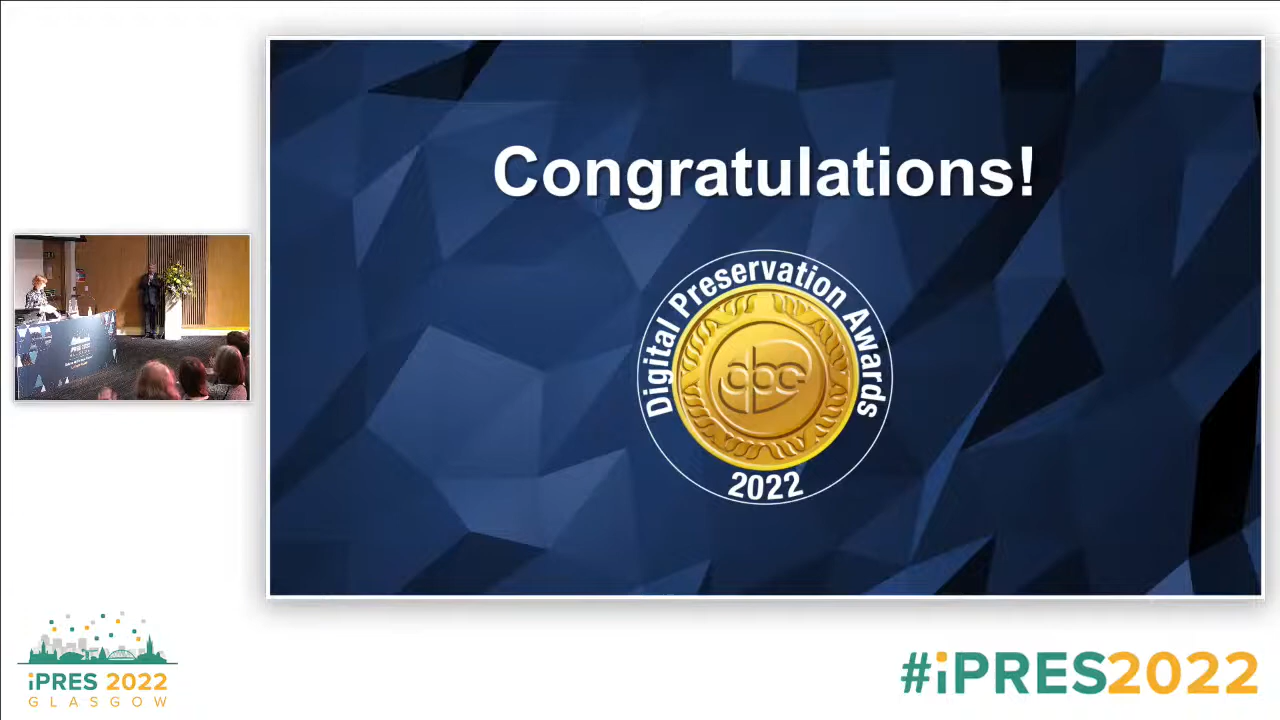 Congratulations!
Digital Preservation Awards
dpc
2022
iPRES 2022
GLASGOW
#iPRES2022